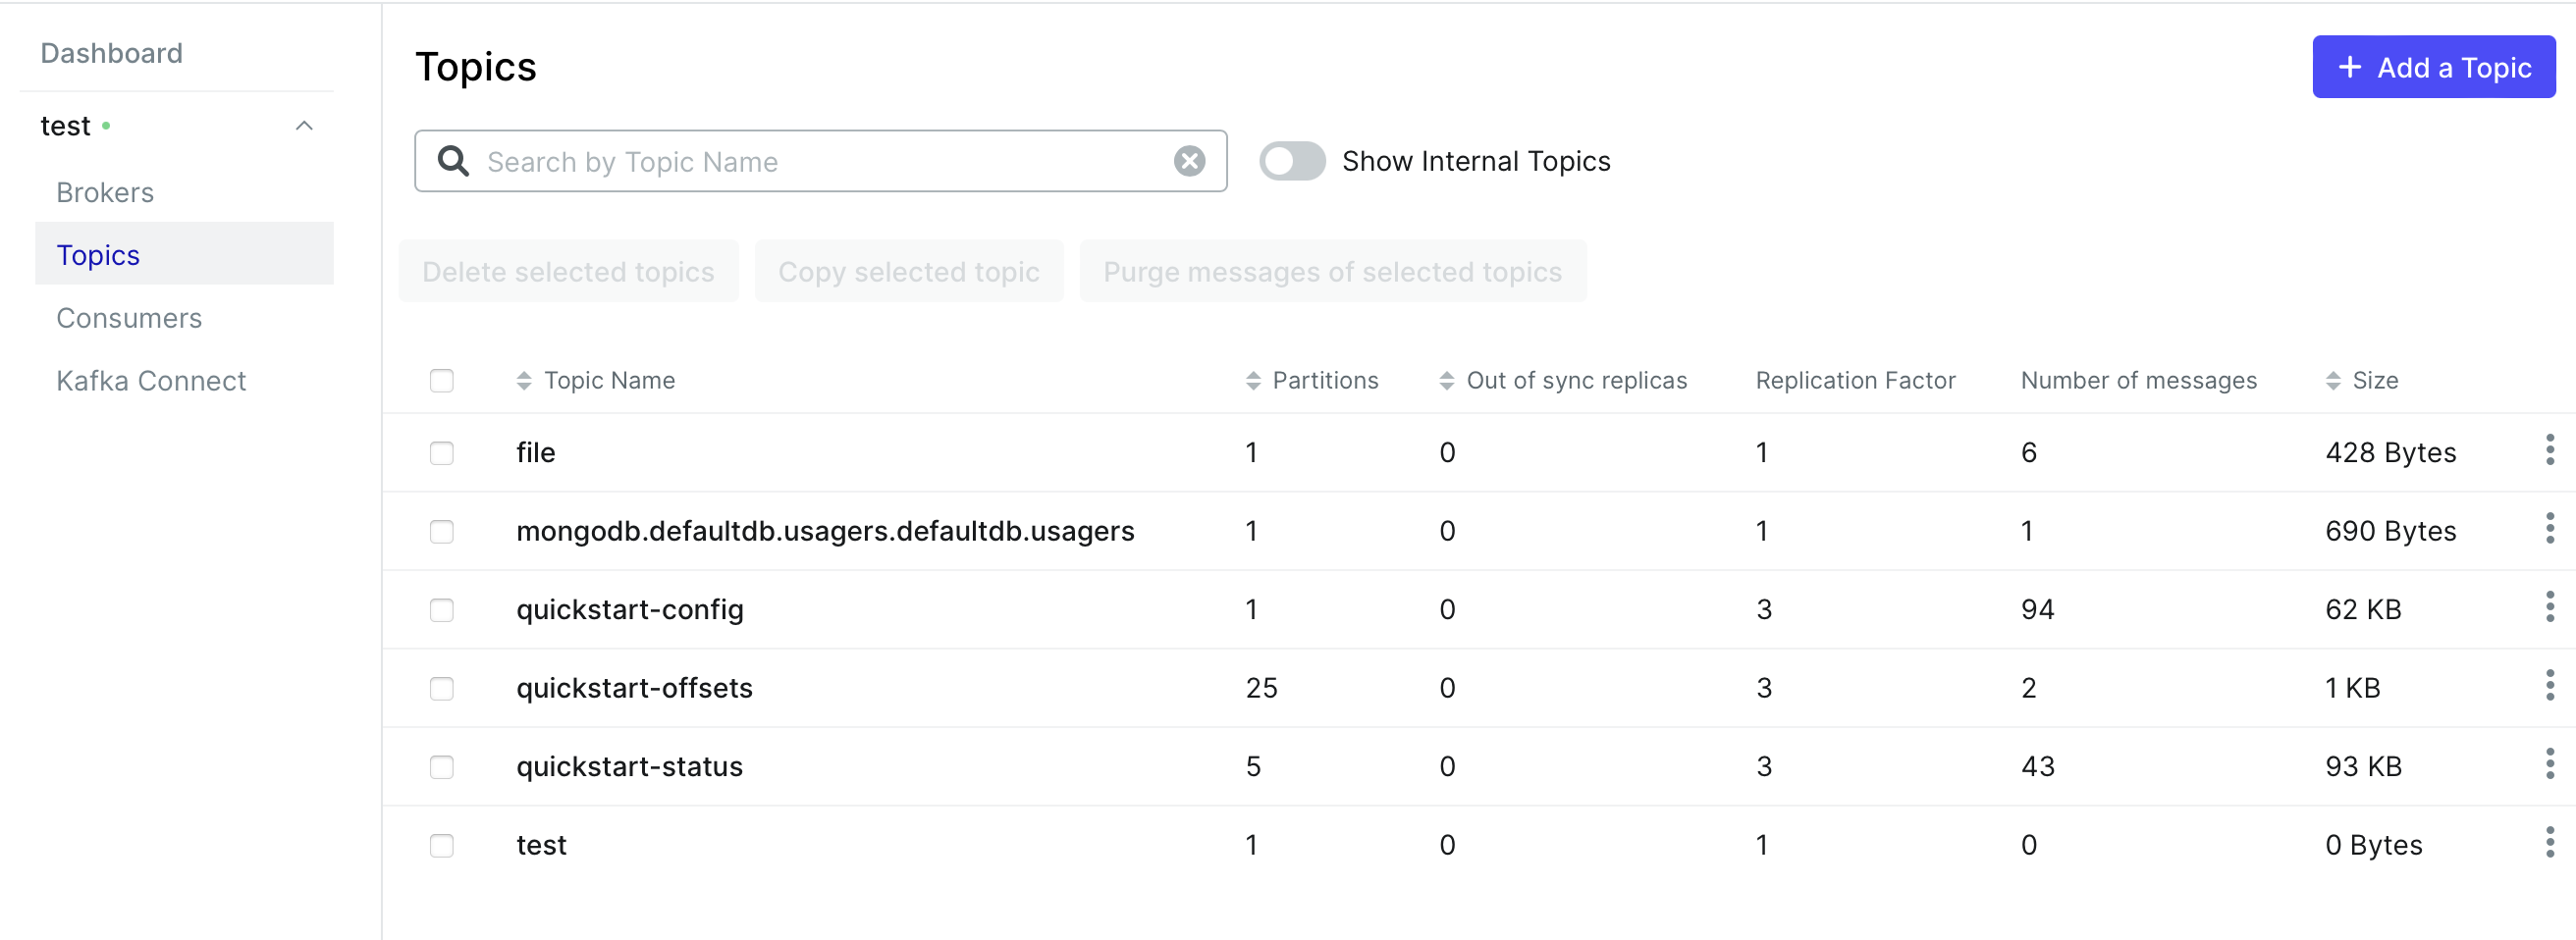 Dashboard
test
Brokers
Topics
Consumers
Kafka Connect
Topics
+ Add a Topic
Search by Topic Name
Show Internal Topics
Delete selected topics Copy selected topic Purge messages of selected topics
Topic Name Partitions Out of sync replicas Replication Factor Number of messages Size
file 1 0 1 6 428 Bytes
mongodb.defaultdb.usagers.defaultdb.usagers 1 0 1 1 690 Bytes
quickstart-config 1 0 3 94 62 KB
quickstart-offsets 25 0 3 2 1 KB
quickstart-status 5 0 3 43 93 KB
test 1 0 1 0 0 Bytes